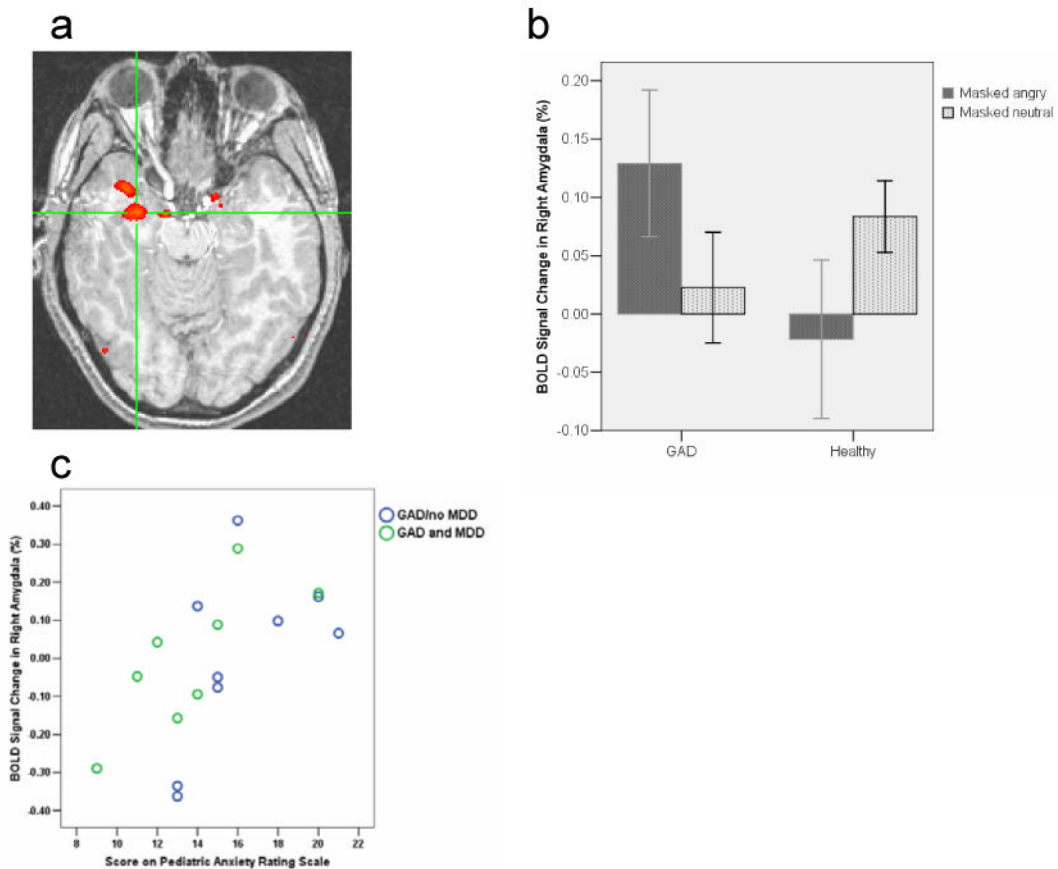 a
b
BOLD Signal Change in Right Amygdala (%)
0.20
0.15
0.10
0.05
0.00
-0.05
-0.10
GAD
Healthy
Masked angry
Masked neutral
c
BOLD Signal Change in Right Amygdala (%)
0.40
0.30
0.20
0.10
0.00
-0.10
-0.20
-0.30
-0.40
8 10 12 14 16 18 20 22
Score on Pediatric Anxiety Rating Scale
GAD/no MDD
GAD and MDD